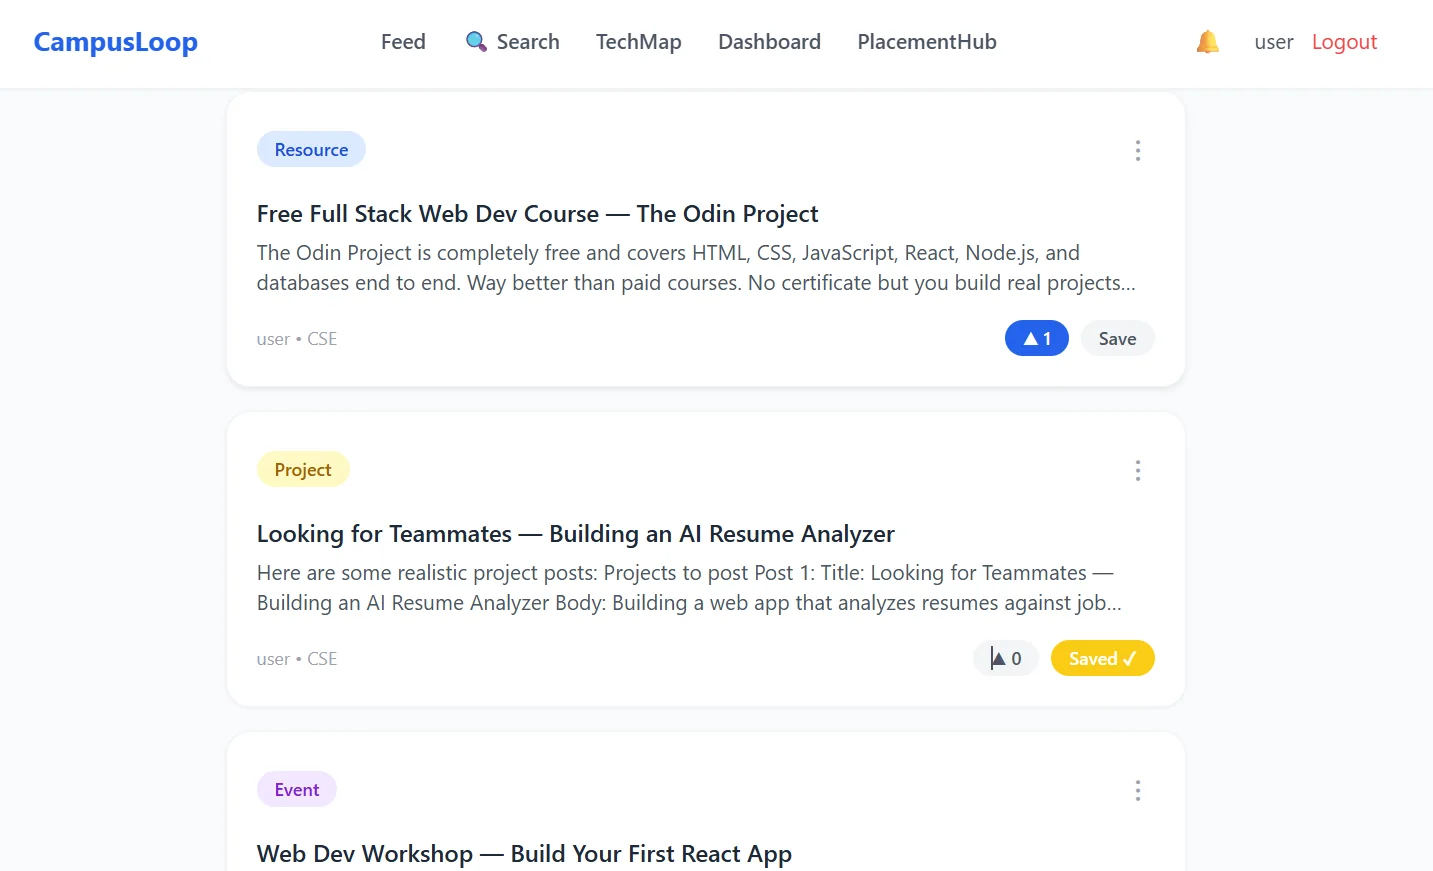 CampusLoop
Feed
🔍 Search
TechMap
Dashboard
PlacementHub
🔔
user
Logout
Resource
⋮
Free Full Stack Web Dev Course — The Odin Project
The Odin Project is completely free and covers HTML, CSS, JavaScript, React, Node.js, and
databases end to end. Way better than paid courses. No certificate but you build real projects...
user • CSE
▲ 1
Save
Project
⋮
Looking for Teammates — Building an AI Resume Analyzer
Here are some realistic project posts: Projects to post Post 1: Title: Looking for Teammates —
Building an AI Resume Analyzer Body: Building a web app that analyzes resumes against job...
user • CSE
▲ 0
Saved ✓
Event
⋮
Web Dev Workshop — Build Your First React App